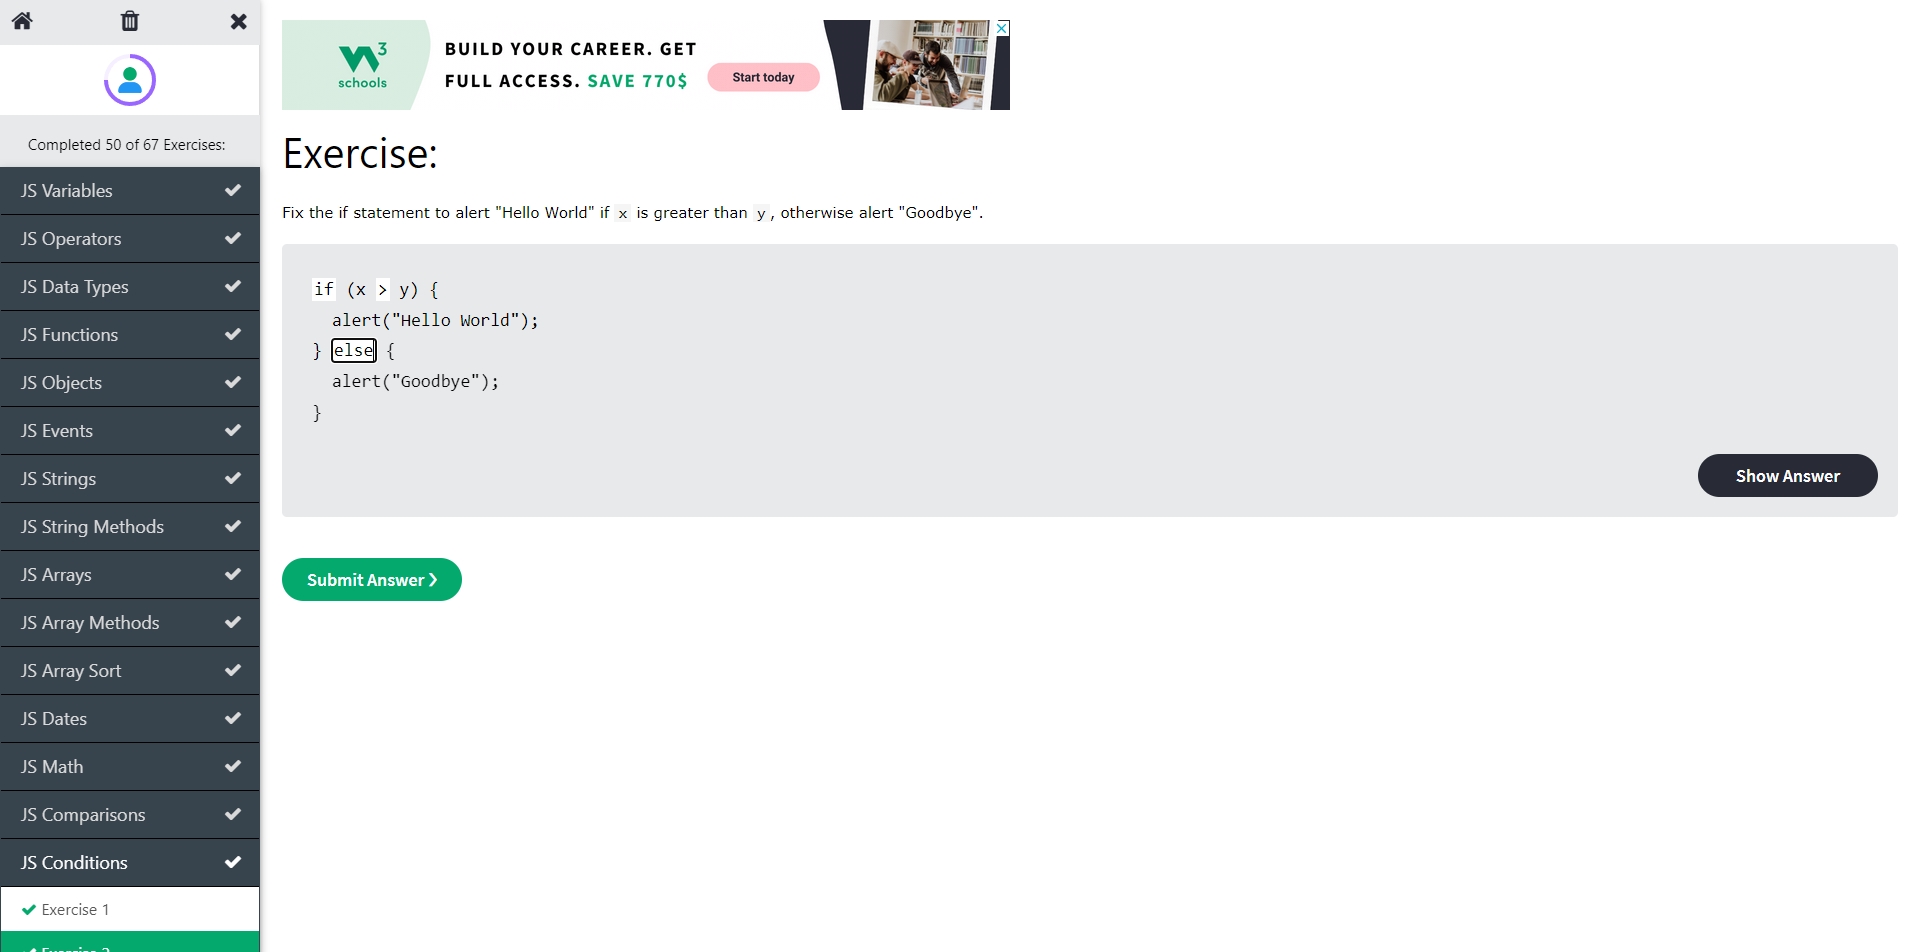 Completed 50 of 67 Exercises:
JS Variables
JS Operators
JS Data Types
JS Functions
JS Objects
JS Events
JS Strings
JS String Methods
JS Arrays
JS Array Methods
JS Array Sort
JS Dates
JS Math
JS Comparisons
JS Conditions
Exercise 1
w3
schools
BUILD YOUR CAREER. GET
FULL ACCESS. SAVE 770$
Start today
Exercise:
Fix the if statement to alert "Hello World" if x is greater than y, otherwise alert "Goodbye".
if (x > y) {
  alert("Hello World");
} else {
  alert("Goodbye");
}
Show Answer
Submit Answer ❯